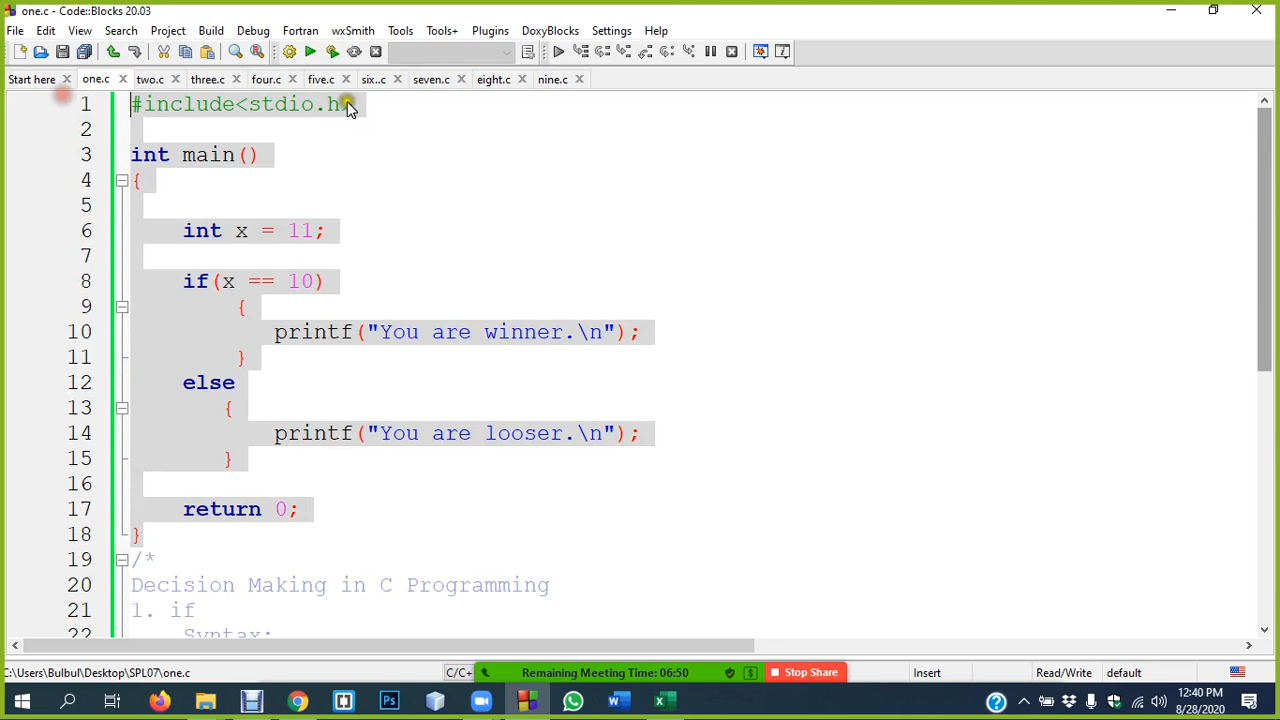 one.c - Code::Blocks 20.03
File Edit View Search Project Build Debug Fortran wxSmith Tools Tools+ Plugins DoxyBlocks Settings Help
Start here one.c two.c three.c four.c five.c six..c seven.c eight.c nine.c
1 #include<stdio.h>
2
3 int main()
4 {
5
6 int x = 11;
7
8 if(x == 10)
9 {
10 printf("You are winner.\n");
11 }
12 else
13 {
14 printf("You are looser.\n");
15 }
16
17 return 0;
18 }
19 /*
20 Decision Making in C Programming
21 1. if
22 Syntax:
C:\Users\Bulbul\Desktop\SPL07\one.c C/C+ Remaining Meeting Time: 06:50 Stop Share Insert Read/Write default
12:40 PM
8/28/2020